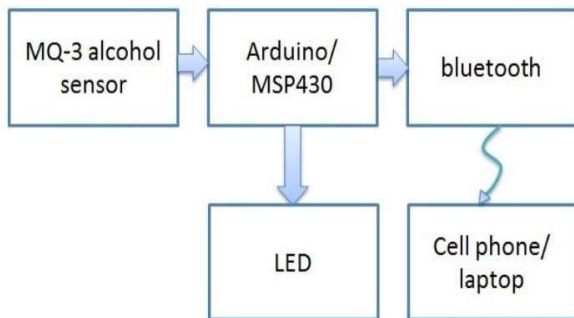 MQ-3 alcohol
sensor
Arduino/
MSP430
bluetooth
LED
Cell phone/
laptop